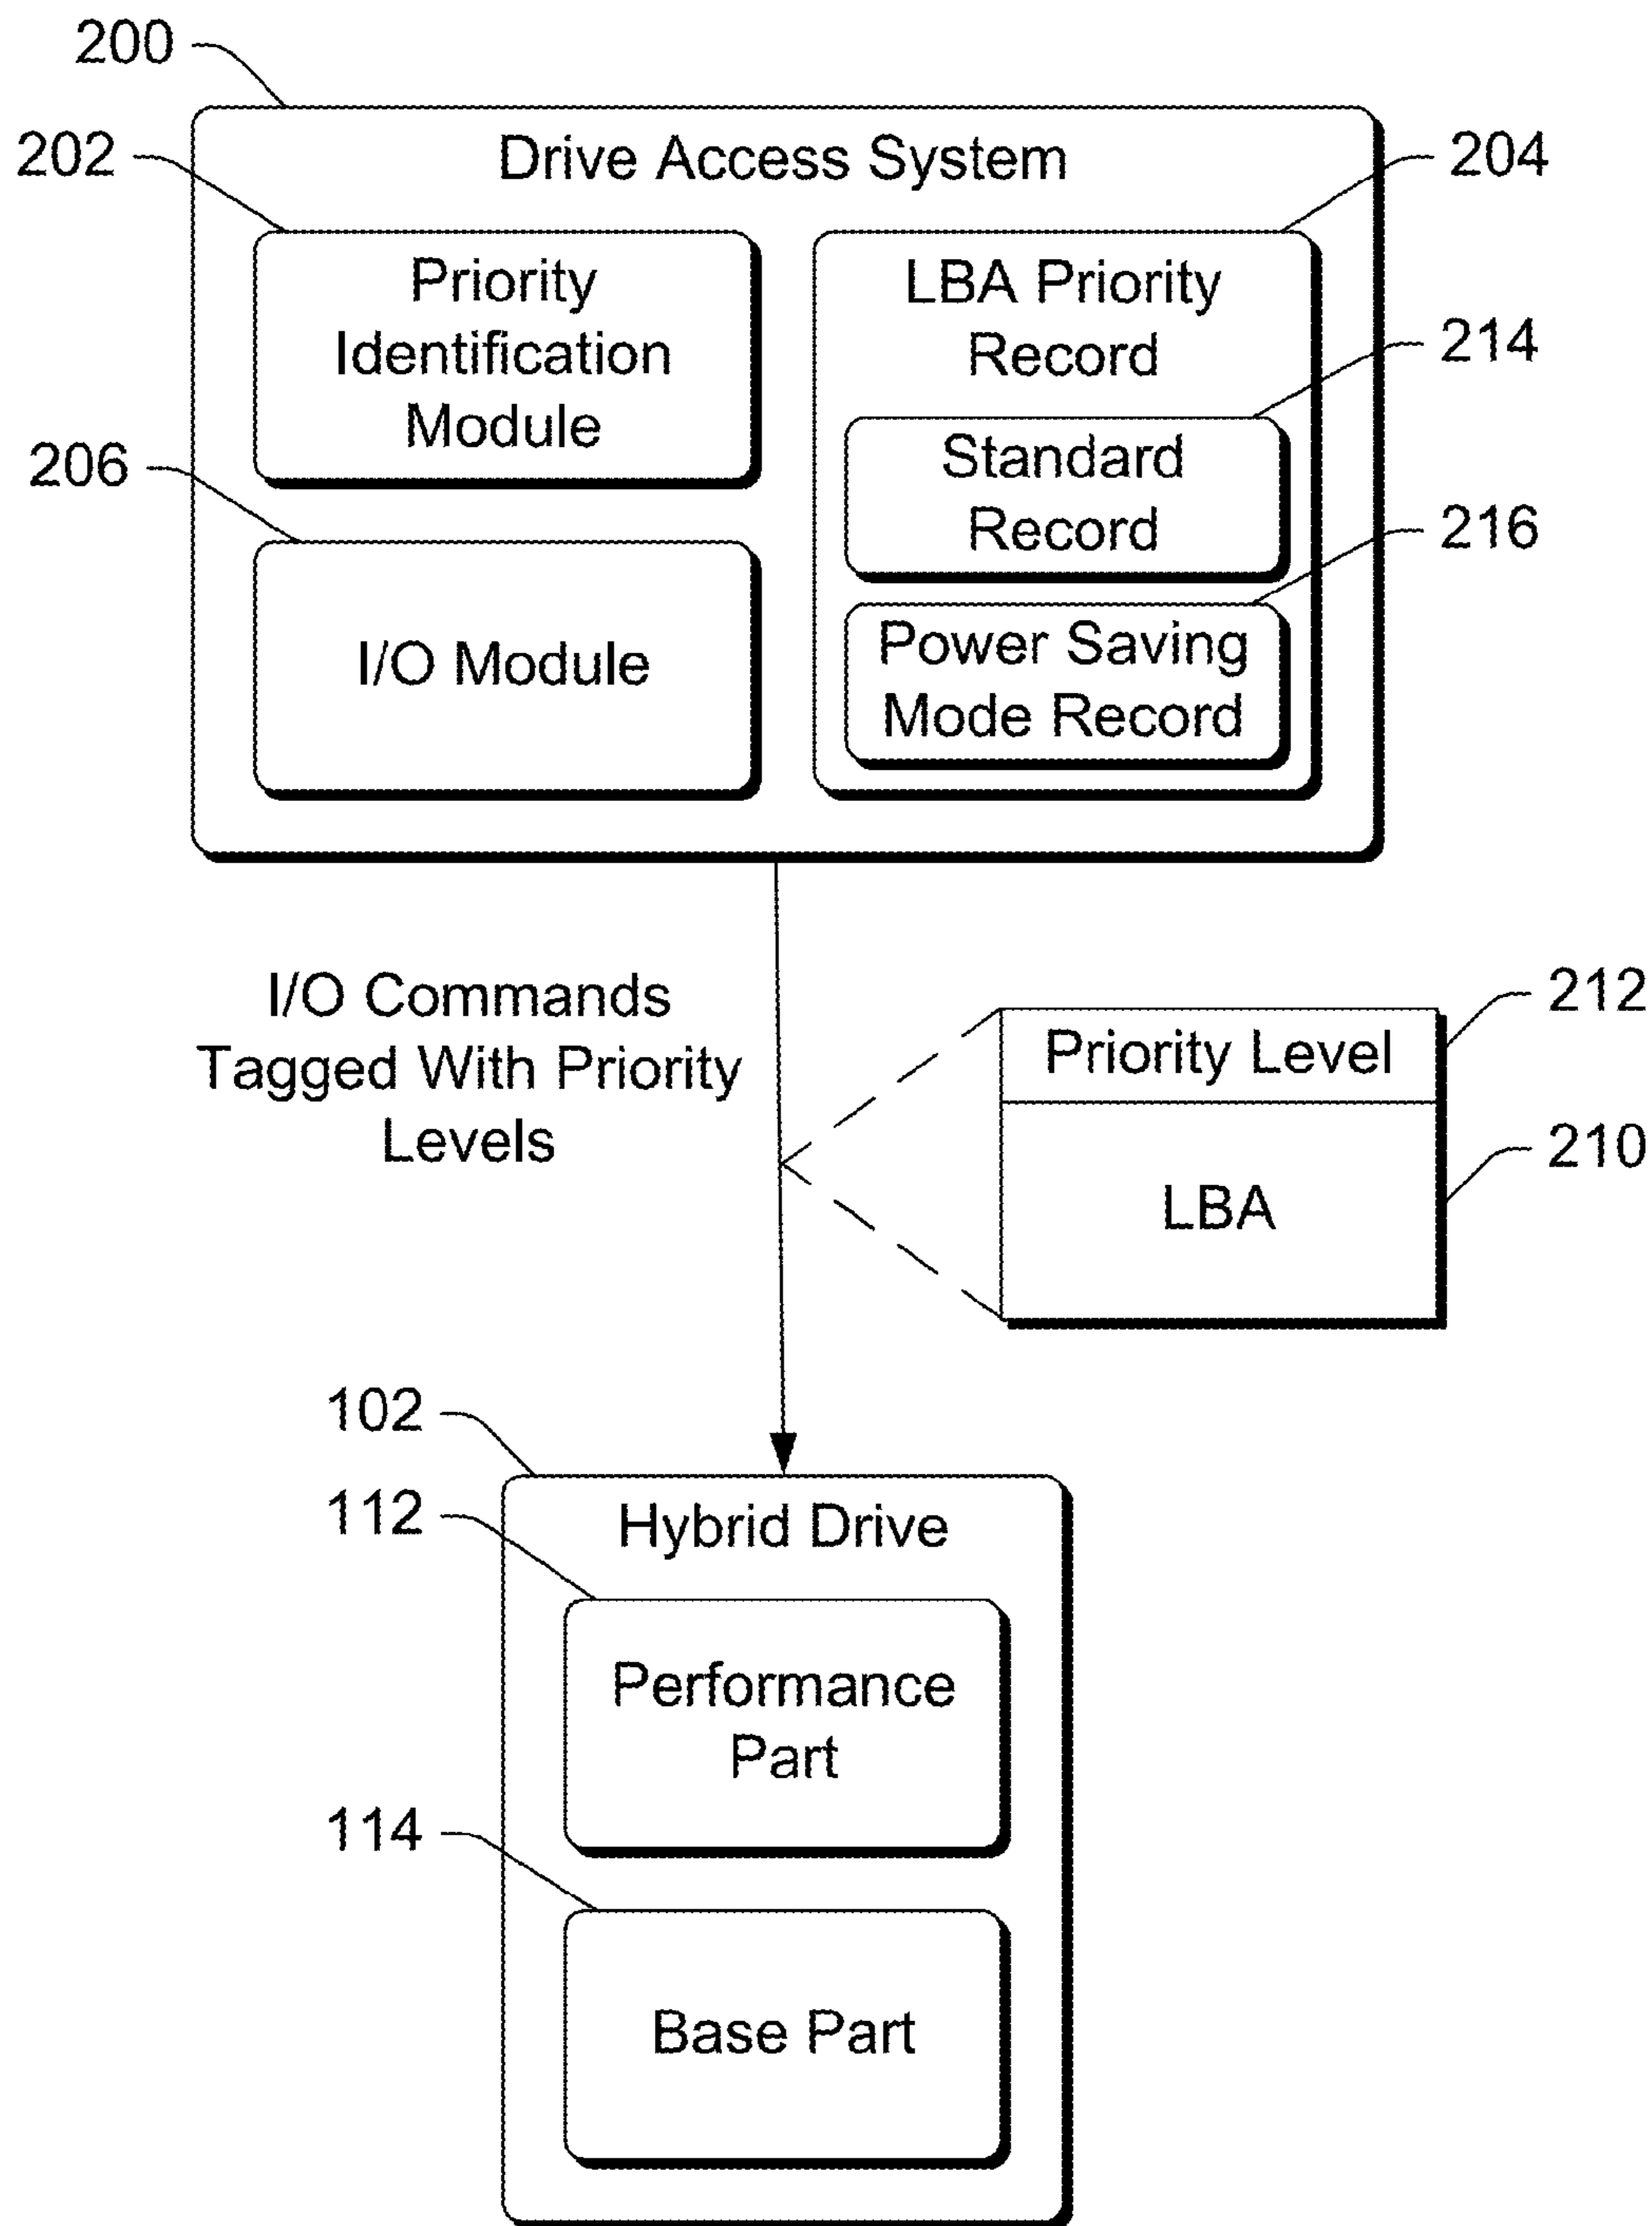 200
202
Drive Access System
204
Priority
Identification
Module
LBA Priority
Record
214
206
Standard
Record
216
I/O Module
Power Saving
Mode Record
I/O Commands
Tagged With Priority
Levels
212
Priority Level
210
LBA
102
112
Hybrid Drive
Performance
Part
114
Base Part